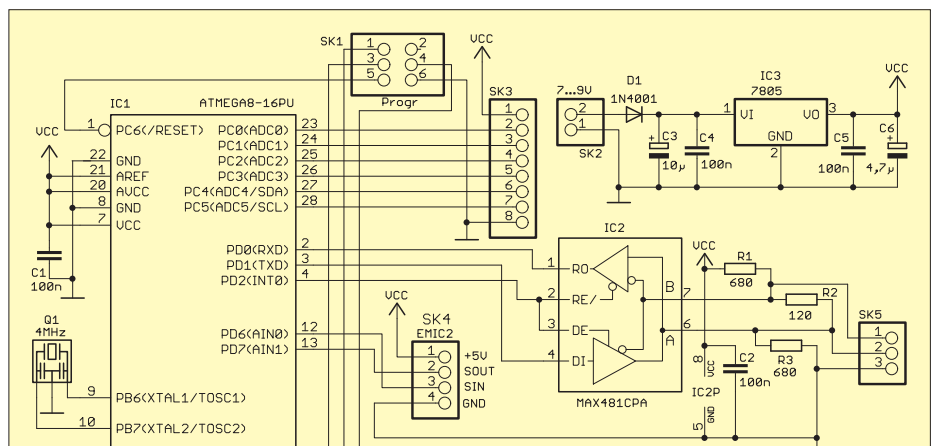 SK1
1 2
3 4
5 6
Progr
VCC
SK3
1
2
3
4
5
6
7
8
7...9V
2
1
SK2
D1
1N4001
C3
10µ
C4
100n
IC3
7805
1 VI VO 3
GND
2
C5
100n
C6
4,7µ
VCC
IC1
ATMEGA8-16PU
1 PC6(/RESET) PC0(ADC0) 23
PC1(ADC1) 24
22 GND PC2(ADC2) 25
21 AREF PC3(ADC3) 26
20 AVCC PC4(ADC4/SDA) 27
8 GND PC5(ADC5/SCL) 28
7 VCC
VCC
C1
100n
PD0(RXD) 2
PD1(TXD) 3
PD2(INT0) 4
PD6(AIN0) 12
PD7(AIN1) 13
Q1
4MHz
9 PB6(XTAL1/TOSC1)
10 PB7(XTAL2/TOSC2)
VCC
SK4
EMIC2
1 +5V
2 SOUT
3 SIN
4 GND
IC2
1 RO
2 RE/
3 DE
4 DI
B 7
A 6
MAX481CPA
VCC
R1
680
R2
120
R3
680
8 VCC
C2
100n
IC2P
5 GND
SK5
1
2
3